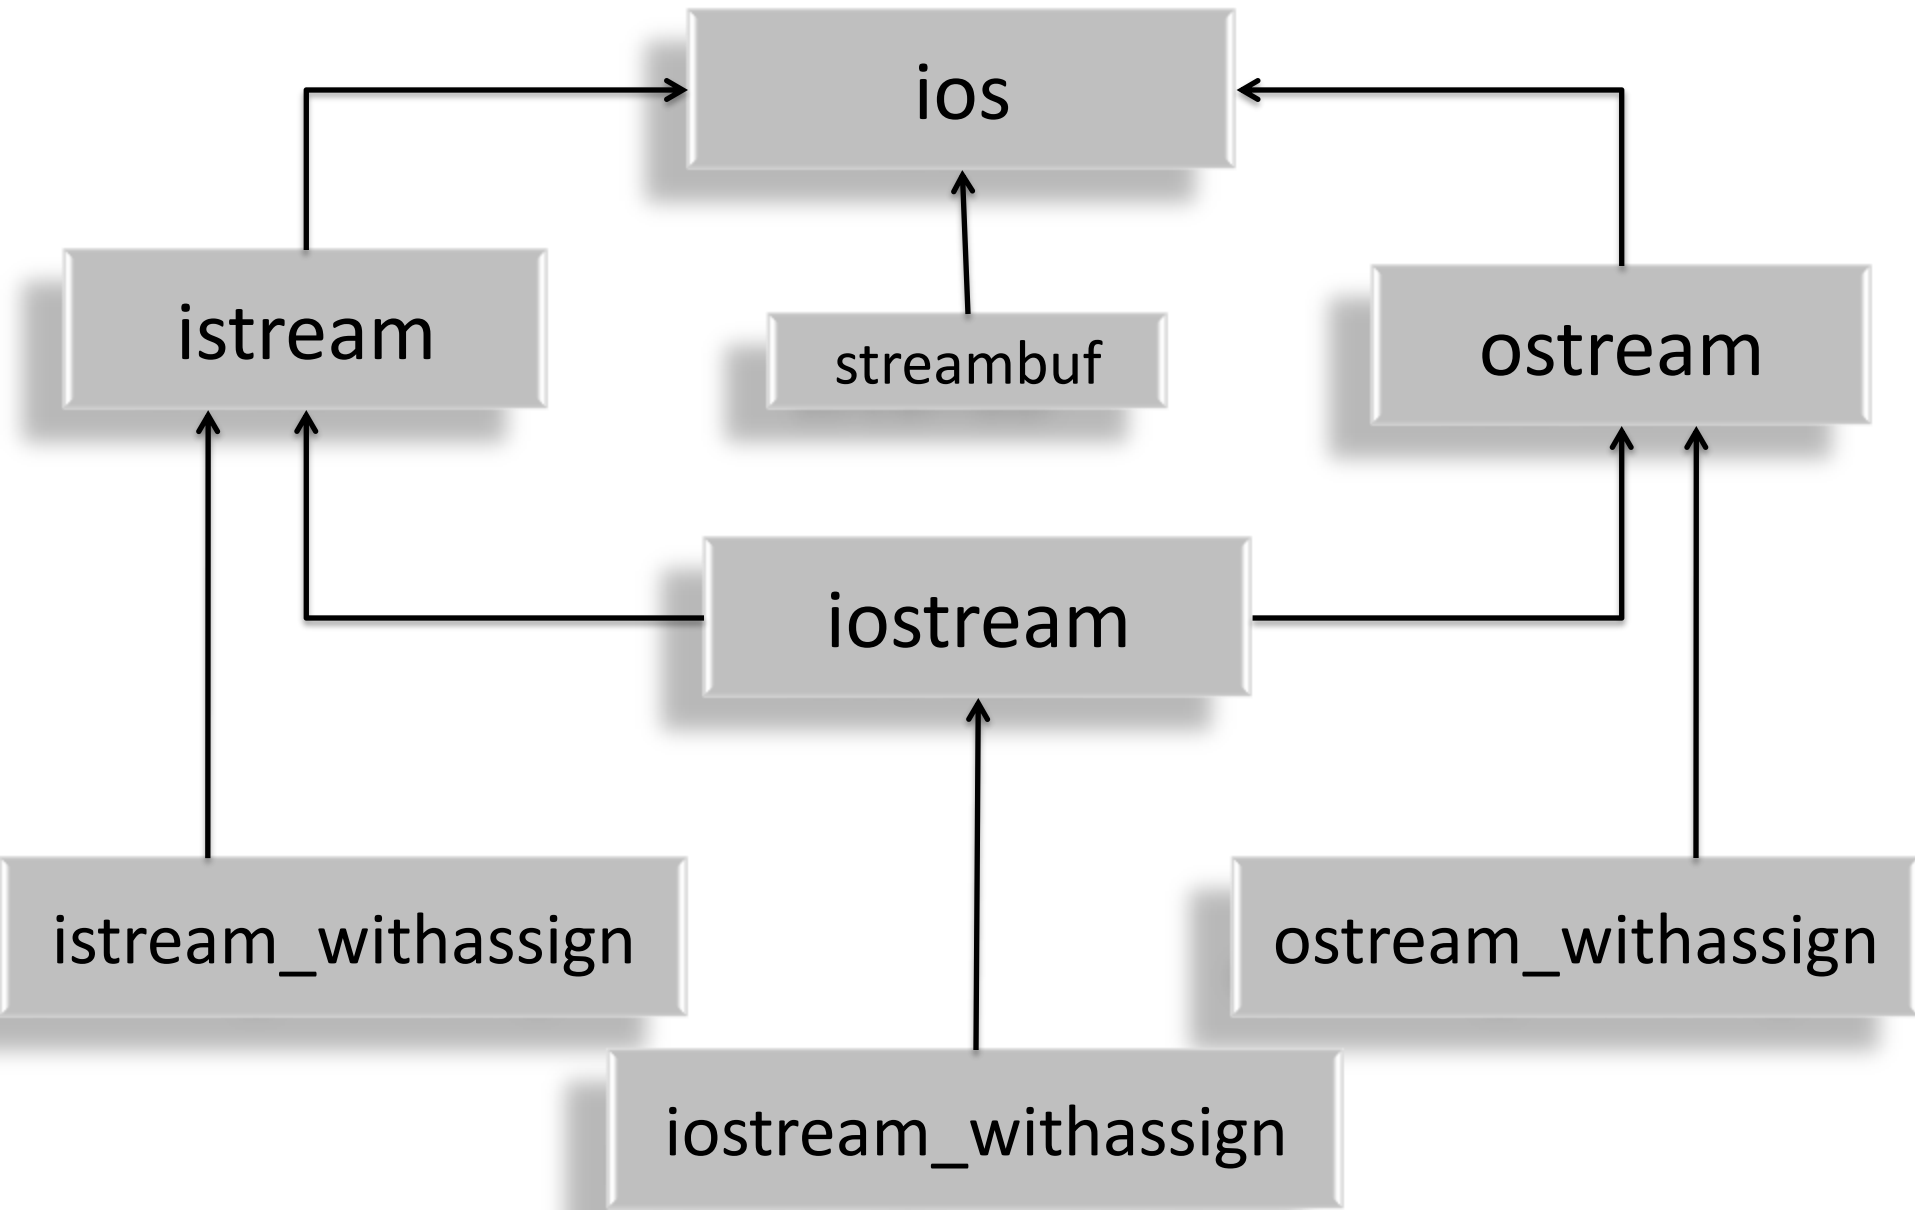 ios
istream
streambuf
ostream
iostream
istream_withassign
ostream_withassign
iostream_withassign